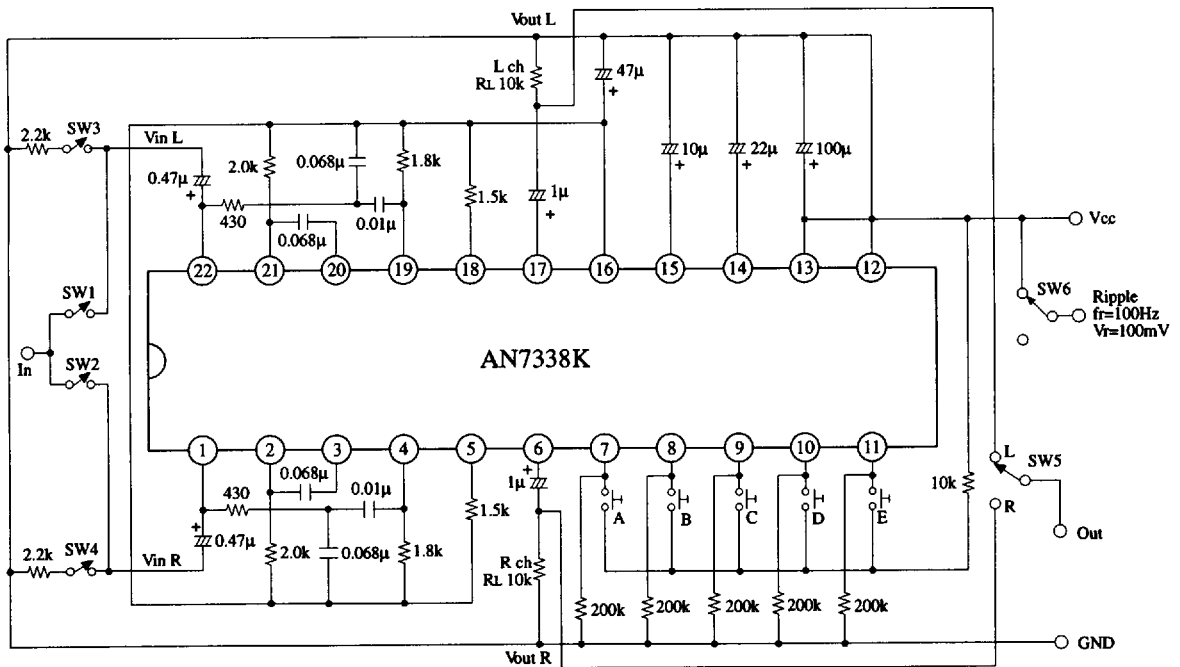 Vout L
L ch
RL 10k
47μ
+
2.2k
SW3
Vin L
0.47μ
+
2.0k
0.068μ
1.8k
430
0.01μ
0.068μ
1.5k
1μ
+
10μ
+
22μ
+
100μ
+
Vcc
22
21
20
19
18
17
16
15
14
13
12
SW1
SW2
In
AN7338K
SW6
Ripple
fr=100Hz
Vr=100mV
1
2
3
4
5
6
7
8
9
10
11
0.068μ
430
0.01μ
+
0.47μ
2.0k
0.068μ
1.8k
1.5k
+
1μ
A
B
C
D
E
10k
L
SW5
R
Out
2.2k
SW4
Vin R
R ch
RL 10k
200k
200k
200k
200k
200k
GND
Vout R